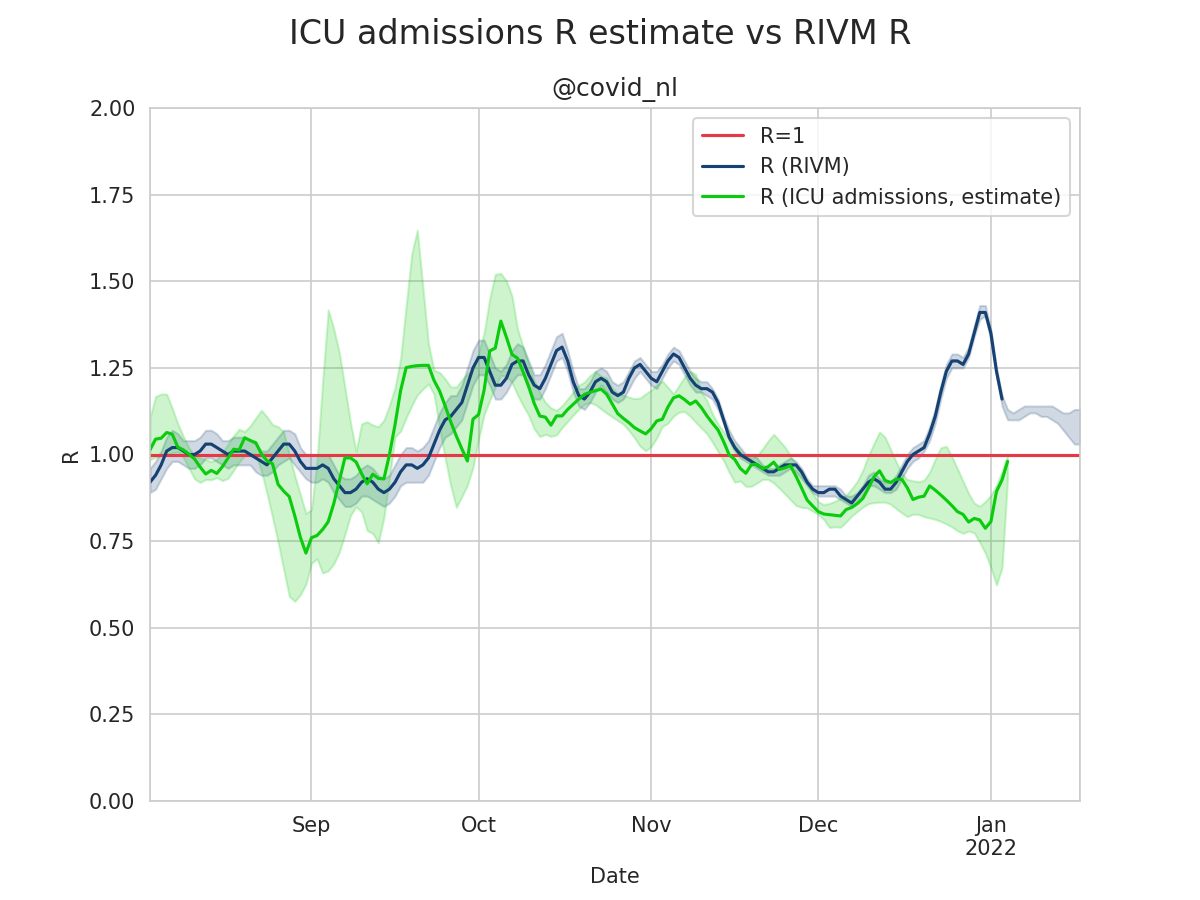 ICU admissions R estimate vs RIVM R
@covid_nl
R=1
R (RIVM)
R (ICU admissions, estimate)
2.00
1.75
1.50
1.25
1.00
0.75
0.50
0.25
0.00
R
Sep
Oct
Nov
Dec
Jan
2022
Date